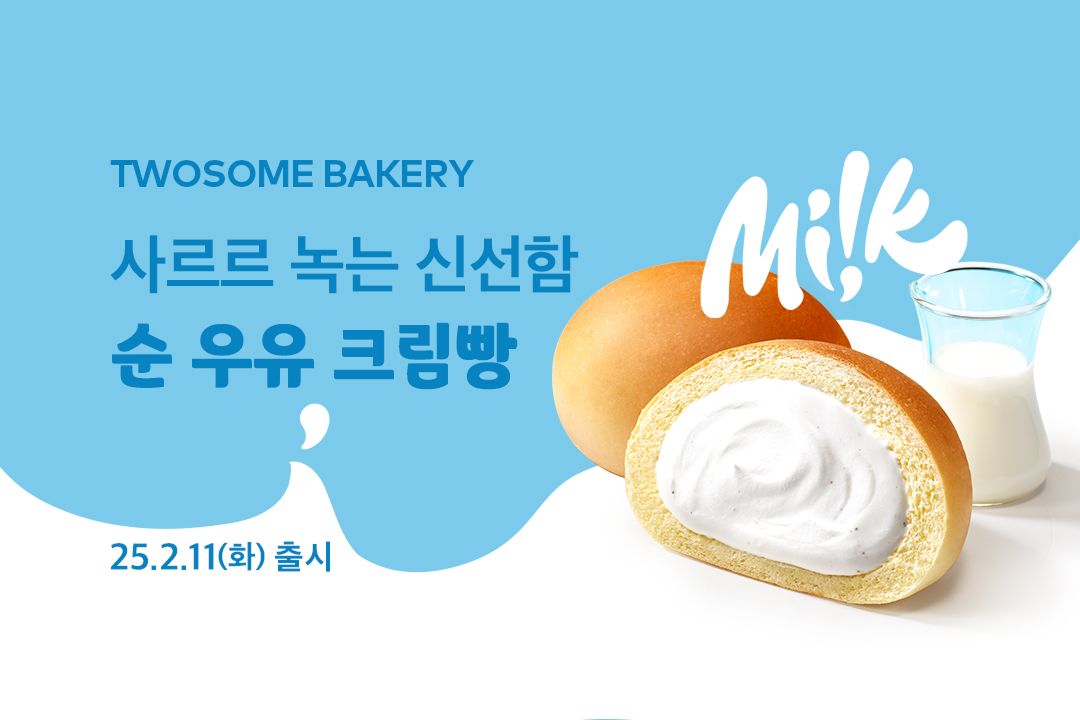 TWOSOME BAKERY
사르르 녹는 신선함
순 우유 크림빵
Milk
25.2.11(화) 출시